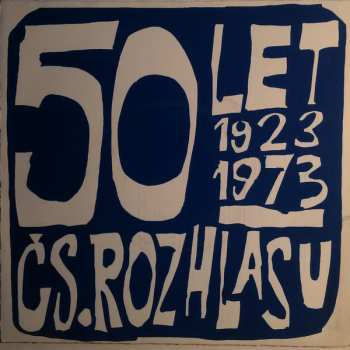 50 LET
1923
1973
ČS. ROZHLASU